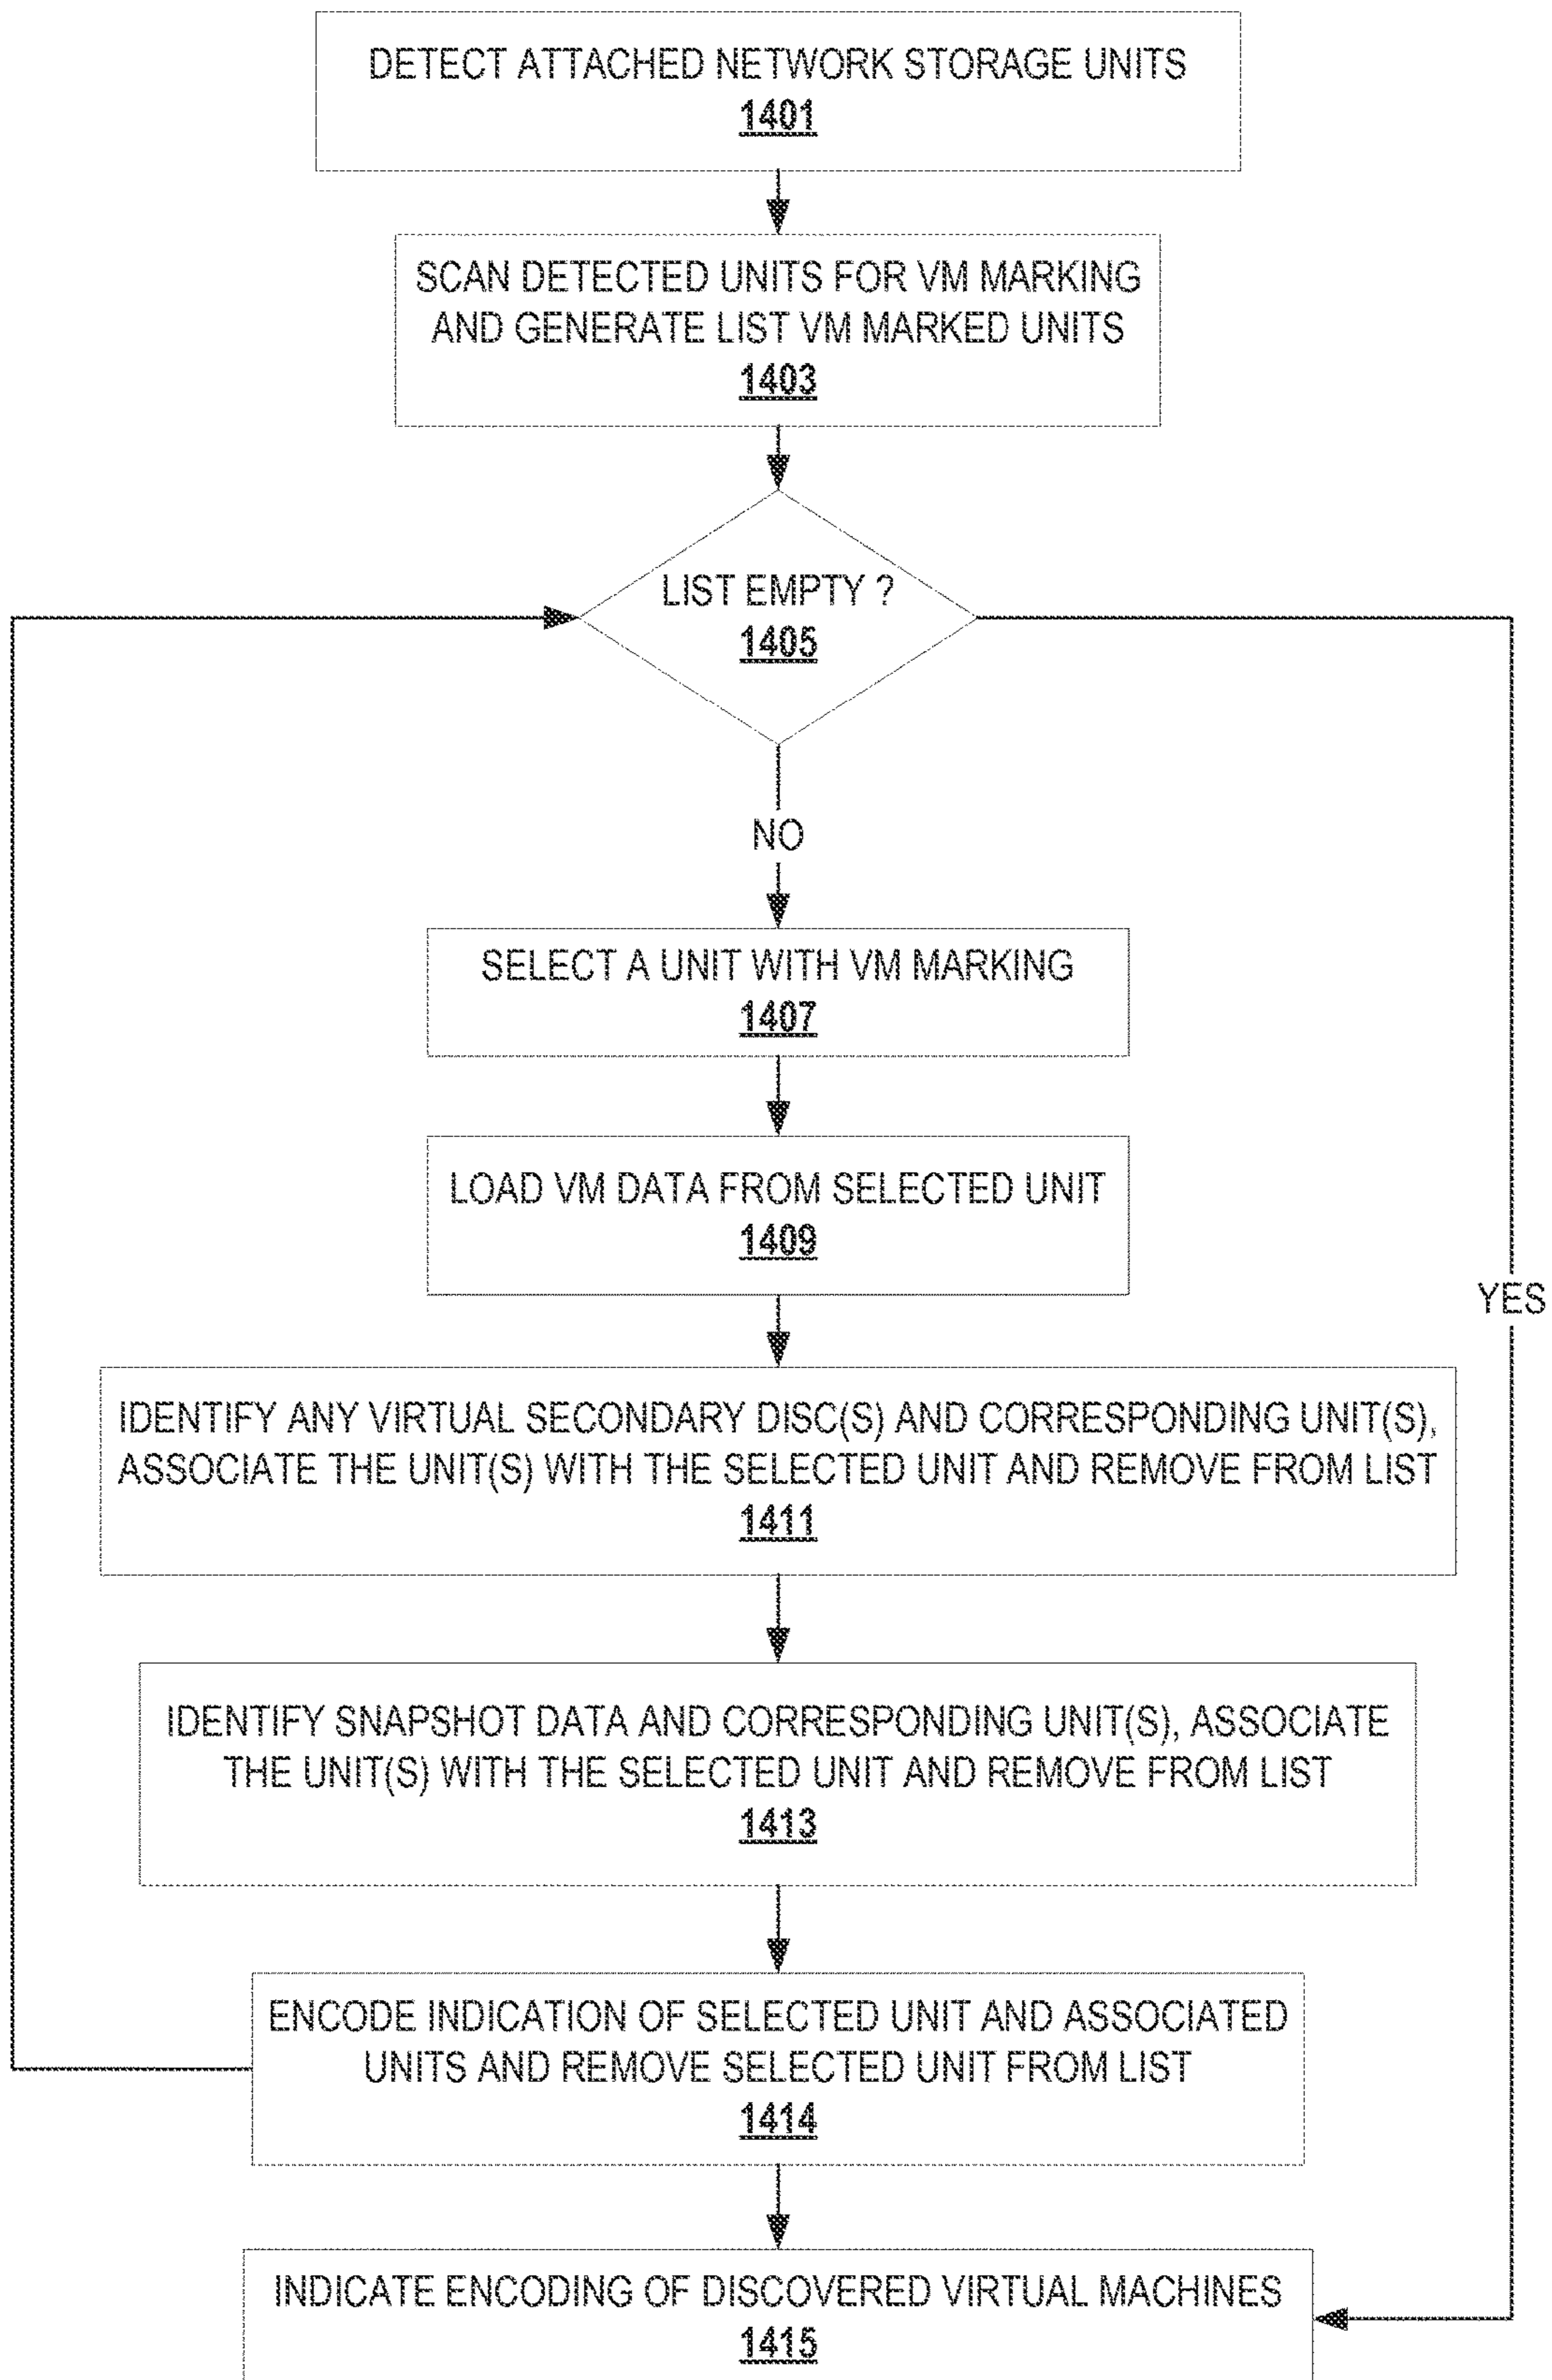 DETECT ATTACHED NETWORK STORAGE UNITS
1401
SCAN DETECTED UNITS FOR VM MARKING
AND GENERATE LIST VM MARKED UNITS
1403
LIST EMPTY ?
1405
NO
SELECT A UNIT WITH VM MARKING
1407
LOAD VM DATA FROM SELECTED UNIT
1409
YES
IDENTIFY ANY VIRTUAL SECONDARY DISC(S) AND CORRESPONDING UNIT(S),
ASSOCIATE THE UNIT(S) WITH THE SELECTED UNIT AND REMOVE FROM LIST
1411
IDENTIFY SNAPSHOT DATA AND CORRESPONDING UNIT(S), ASSOCIATE
THE UNIT(S) WITH THE SELECTED UNIT AND REMOVE FROM LIST
1413
ENCODE INDICATION OF SELECTED UNIT AND ASSOCIATED
UNITS AND REMOVE SELECTED UNIT FROM LIST
1414
INDICATE ENCODING OF DISCOVERED VIRTUAL MACHINES
1415